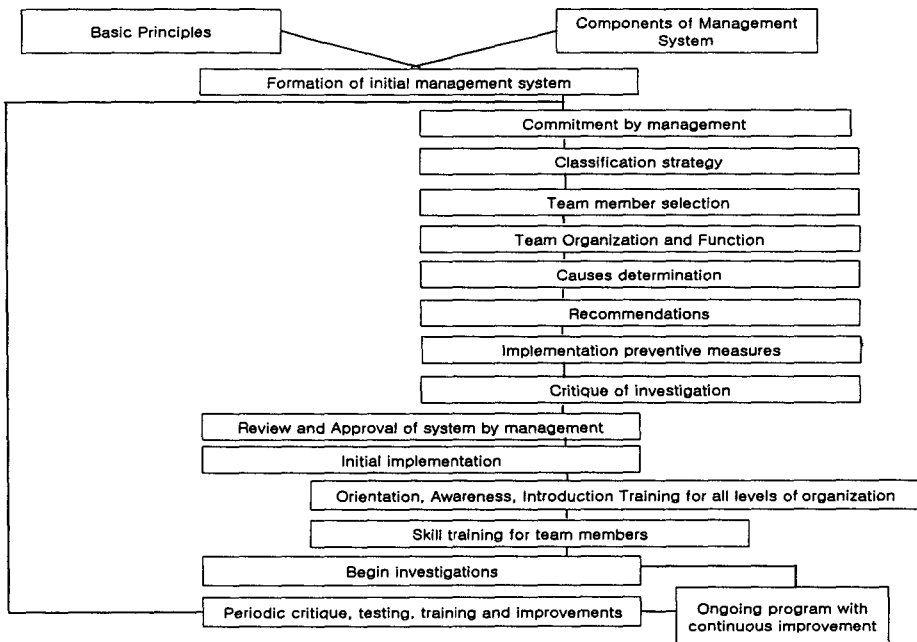 Basic Principles
Components of Management
System
Formation of initial management system
Commitment by management
Classification strategy
Team member selection
Team Organization and Function
Causes determination
Recommendations
Implementation preventive measures
Critique of investigation
Review and Approval of system by management
Initial implementation
Orientation, Awareness, Introduction Training for all levels of organization
Skill training for team members
Begin investigations
Periodic critique, testing, training and improvements
Ongoing program with
continuous improvement